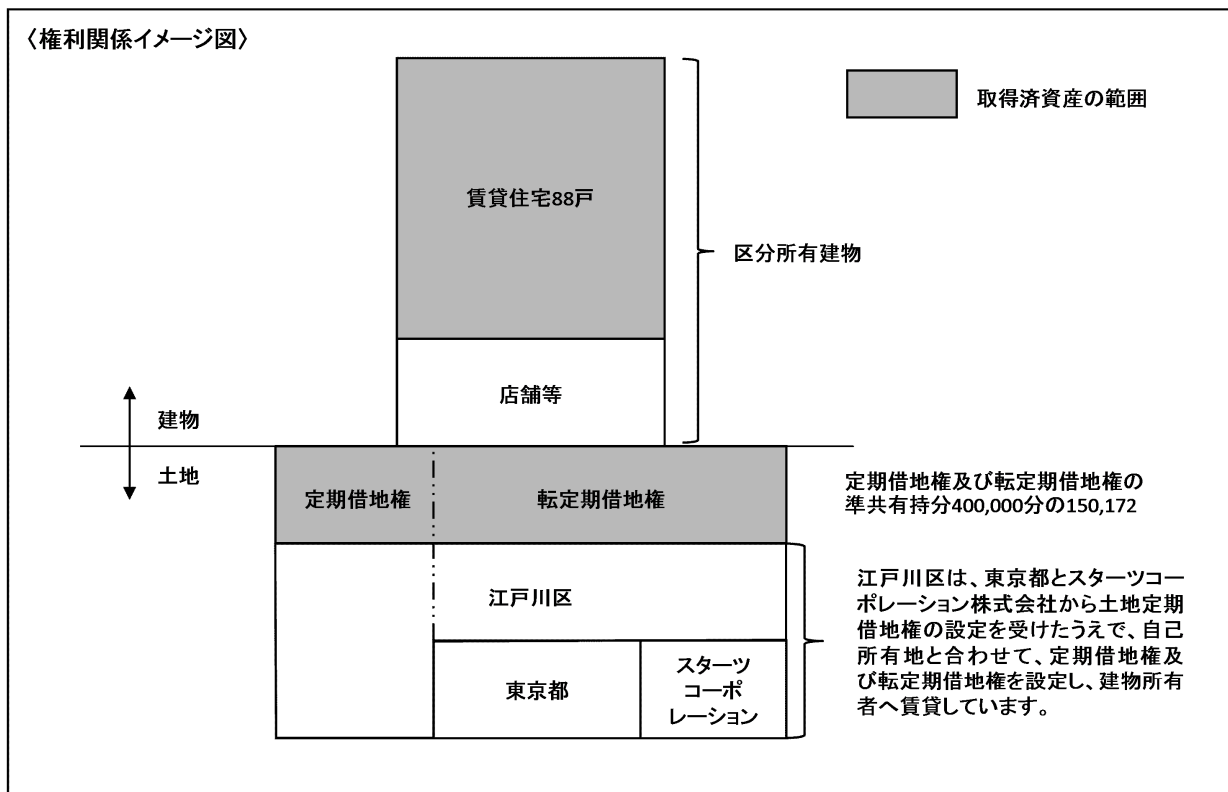 〈権利関係イメージ図〉
取得済資産の範囲
賃貸住宅88戸
区分所有建物
店舗等
建物
土地
定期借地権
転定期借地権
定期借地権及び転定期借地権の
準共有持分400,000分の150,172
江戸川区
東京都
スターツ
コーポ
レーション
江戸川区は、東京都とスターツコー
ポレーション株式会社から土地定期
借地権の設定を受けたうえで、自己
所有地と合わせて、定期借地権及
び転定期借地権を設定し、建物所有
者へ賃貸しています。